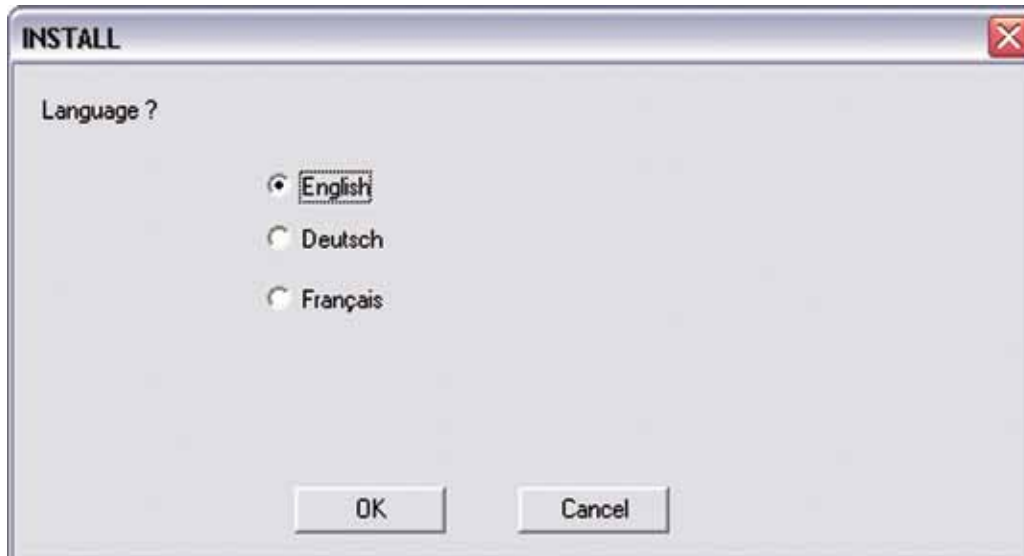 INSTALL
Language ?
English
Deutsch
Français
OK Cancel